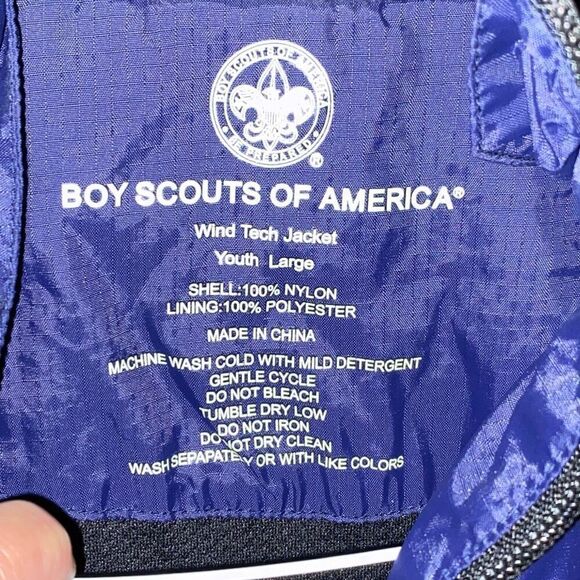 BOY SCOUTS OF AMERICA
BE PREPARED
®
BOY SCOUTS OF AMERICA®
Wind Tech Jacket
Youth Large
SHELL:100% NYLON
LINING:100% POLYESTER
MADE IN CHINA
MACHINE WASH COLD WITH MILD DETERGENT
GENTLE CYCLE
DO NOT BLEACH
TUMBLE DRY LOW
DO NOT IRON
DO NOT DRY CLEAN
WASH SEPAPATELY OR WITH LIKE COLORS